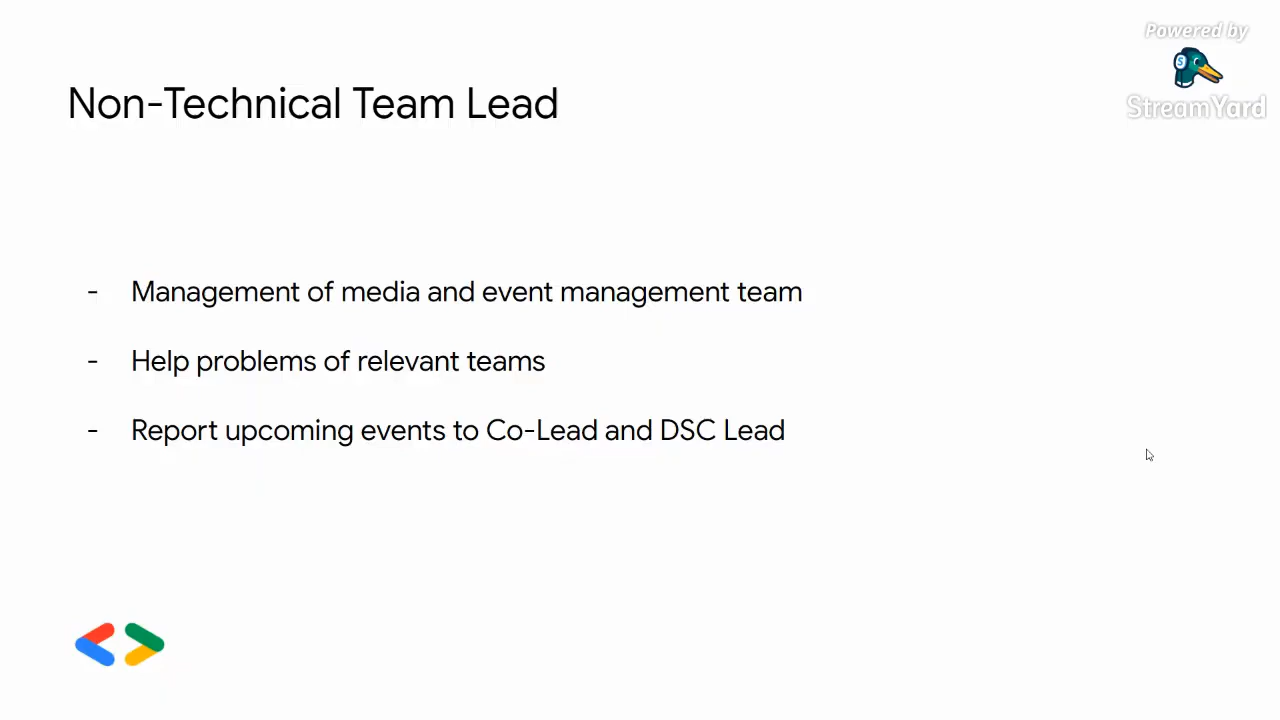 Powered by
StreamYard
Non-Technical Team Lead
- Management of media and event management team
- Help problems of relevant teams
- Report upcoming events to Co-Lead and DSC Lead